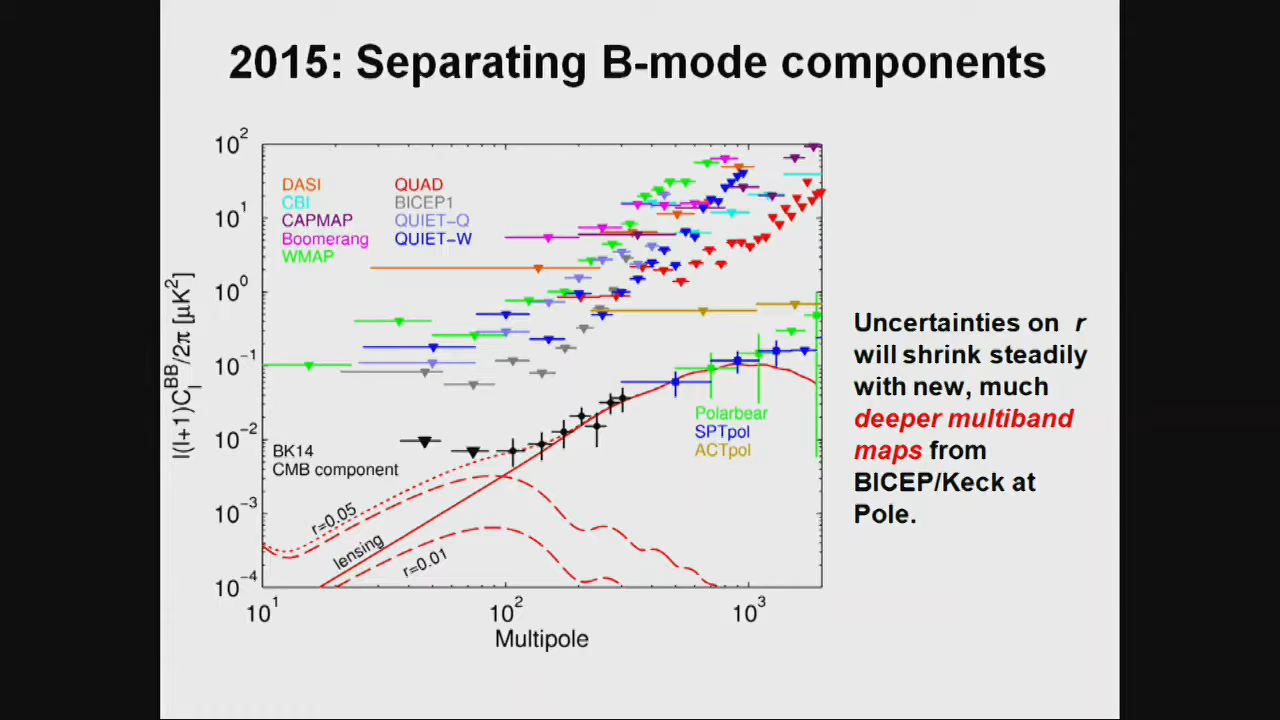 2015: Separating B-mode components
10²
10¹
10⁰
10⁻¹
10⁻²
10⁻³
10⁻⁴
l(l+1)C_l^BB/2π [μK²]
DASI
CBI
CAPMAP
Boomerang
WMAP
QUAD
BICEP1
QUIET-Q
QUIET-W
Polarbear
SPTpol
ACTpol
BK14
CMB component
r=0.05
lensing
r=0.01
10¹
10²
10³
Multipole
Uncertainties on r
will shrink steadily
with new, much
deeper multiband
maps from
BICEP/Keck at
Pole.